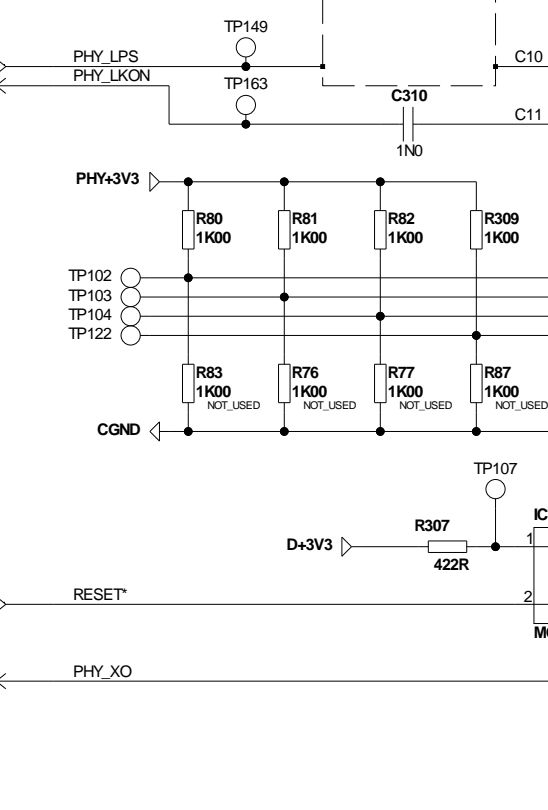 TP149
PHY_LPS
C10
PHY_LKON
TP163
C310
C11
1N0
PHY+3V3
R80
1K00
R81
1K00
R82
1K00
R309
1K00
TP102
TP103
TP104
TP122
R83
1K00
NOT_USED
R76
1K00
NOT_USED
R77
1K00
NOT_USED
R87
1K00
NOT_USED
CGND
TP107
R307
IC
D+3V3
422R
1
RESET*
2
PHY_XO